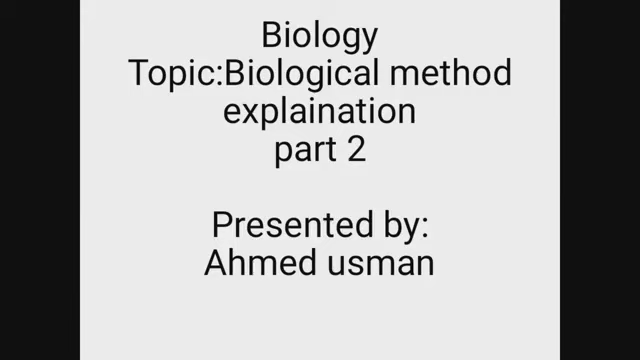 Biology
Topic:Biological method
explaination
part 2
Presented by:
Ahmed usman